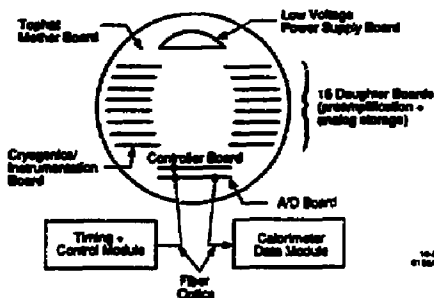 Tophat
Mother Board
Low Voltage
Power Supply Board
15 Daughter Boards
(preamplification +
analog storage)
Cryogenics/
Instrumentation
Board
Controller Board
A/D Board
Timing +
Control Module
Calorimeter
Data Module
Fiber
Optics